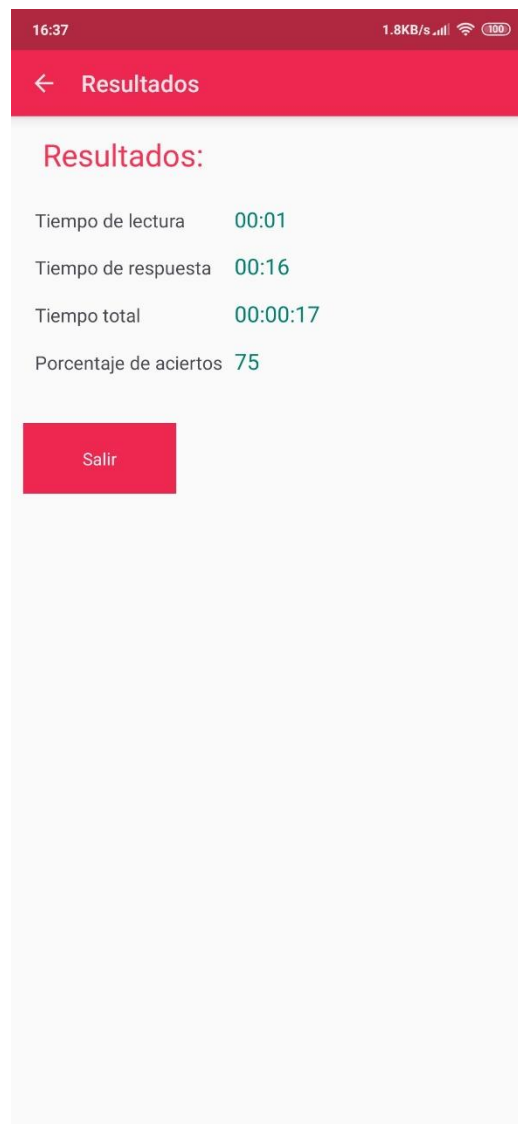 16:37 1.8KB/s 100
← Resultados
Resultados:
Tiempo de lectura 00:01
Tiempo de respuesta 00:16
Tiempo total 00:00:17
Porcentaje de aciertos 75
Salir